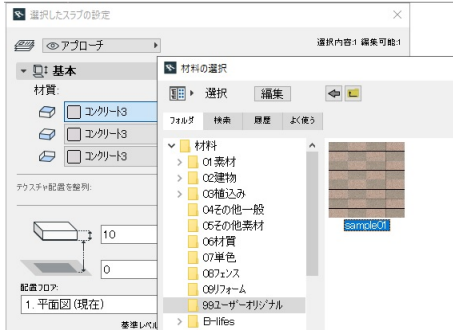 選択したスラブの設定
アプローチ
選択内容:1 編集可能:1
基本
材質:
コンクリート3
コンクリート3
コンクリート3
テクスチャ配置を整列:
10
0
配置フロア:
1. 平面図(現在)
基準レベル
材料の選択
選択
編集
フォルダ 検索 履歴 よく使う
材料
01素材
02建物
03植込み
04その他一般
05その他素材
06材質
07単色
08フェンス
09リフォーム
99ユーザーオリジナル
B-lifes
sample01